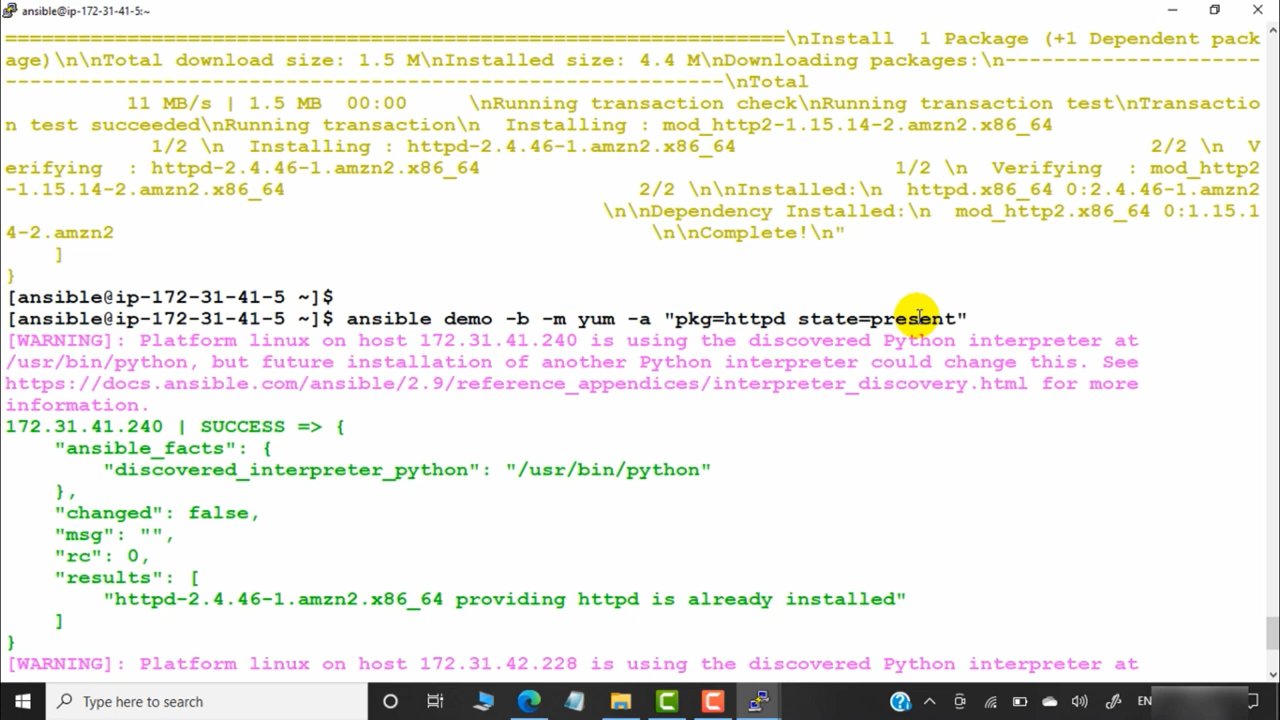 ansible@ip-172-31-41-5:~
================================================================\nInstall  1 Package (+1 Dependent pack
age)\n\nTotal download size: 1.5 M\nInstalled size: 4.4 M\nDownloading packages:\n---------------------
-----------------------------------------------------------\nTotal
11 MB/s | 1.5 MB  00:00     \nRunning transaction check\nRunning transaction test\nTransactio
n test succeeded\nRunning transaction\n  Installing : mod_http2-1.15.14-2.amzn2.x86_64
1/2 \n  Installing : httpd-2.4.46-1.amzn2.x86_64                                  2/2 \n  V
erifying  : httpd-2.4.46-1.amzn2.x86_64                                  1/2 \n  Verifying  : mod_http2
-1.15.14-2.amzn2.x86_64                             2/2 \n\nInstalled:\n  httpd.x86_64 0:2.4.46-1.amzn2
\n\nDependency Installed:\n  mod_http2.x86_64 0:1.15.1
4-2.amzn2                                            \n\nComplete!\n"
]
}
[ansible@ip-172-31-41-5 ~]$
[ansible@ip-172-31-41-5 ~]$ ansible demo -b -m yum -a "pkg=httpd state=present"
[WARNING]: Platform linux on host 172.31.41.240 is using the discovered Python interpreter at
/usr/bin/python, but future installation of another Python interpreter could change this. See
https://docs.ansible.com/ansible/2.9/reference_appendices/interpreter_discovery.html for more
information.
172.31.41.240 | SUCCESS => {
"ansible_facts": {
"discovered_interpreter_python": "/usr/bin/python"
},
"changed": false,
"msg": "",
"rc": 0,
"results": [
"httpd-2.4.46-1.amzn2.x86_64 providing httpd is already installed"
]
}
[WARNING]: Platform linux on host 172.31.42.228 is using the discovered Python interpreter at
Type here to search
EN